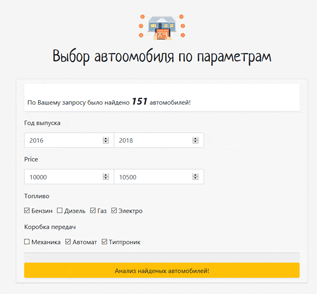 Выбор автоомобиля по параметрам
По Вашему запросу было найдено 151 автомобилей!
Год выпуска
2016 2018
Price
10000 10500
Топливо
Бензин Дизель Газ Электро
Коробка передач
Механика Автомат Типтроник
Анализ найденых автомобилей!